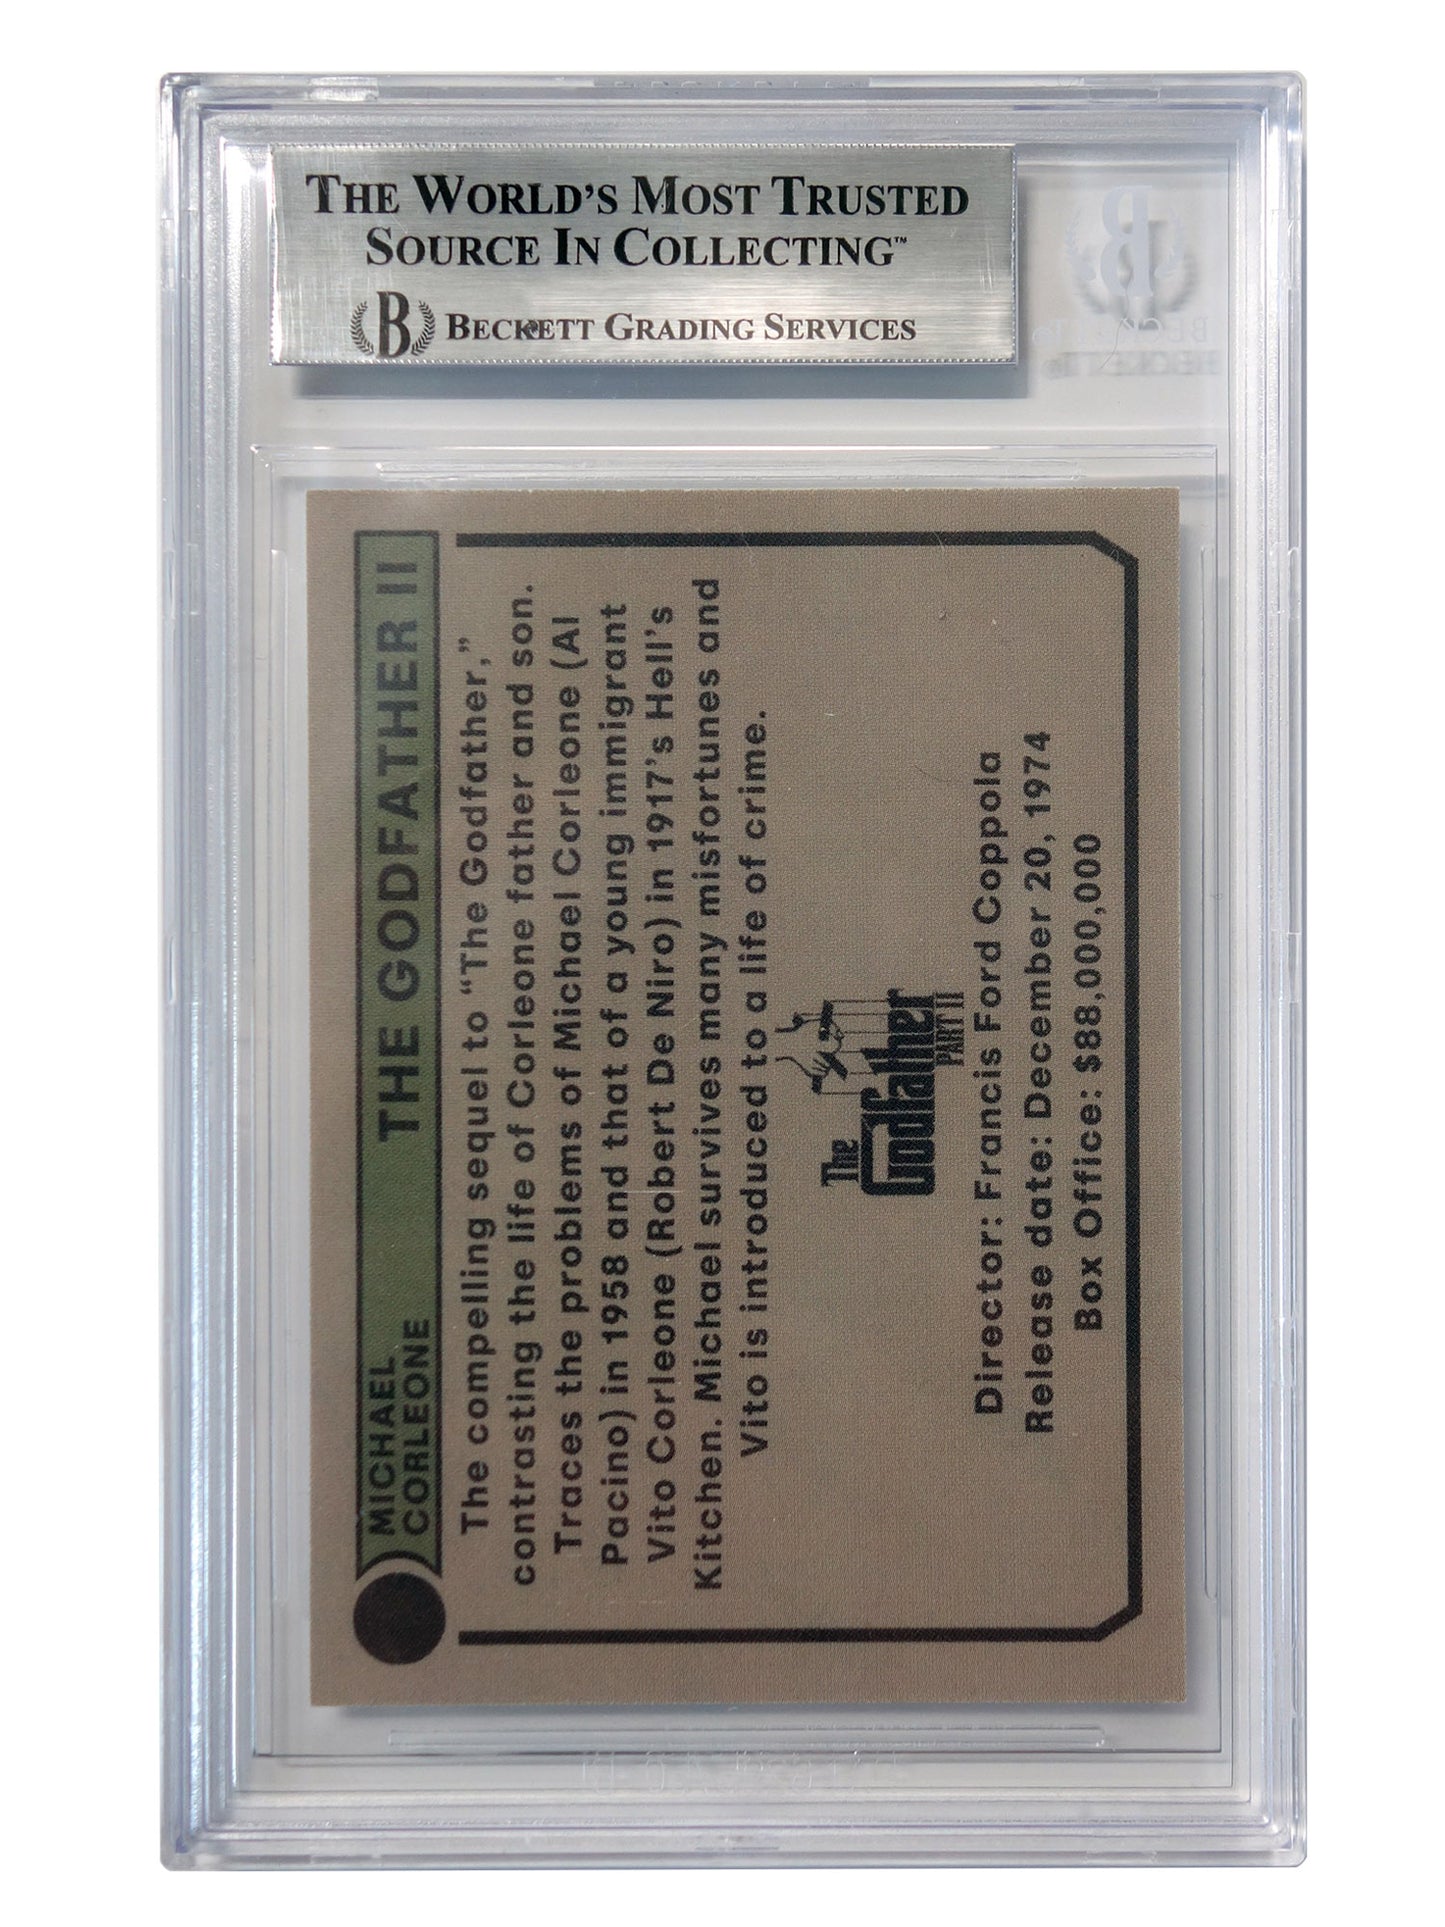 THE WORLD'S MOST TRUSTED
SOURCE IN COLLECTING™
B BECKETT GRADING SERVICES
MICHAEL
CORLEONE
THE GODFATHER II
The compelling sequel to “The Godfather,”
contrasting the life of Corleone father and son.
Traces the problems of Michael Corleone (Al
Pacino) in 1958 and that of a young immigrant
Vito Corleone (Robert De Niro) in 1917's Hell's
Kitchen. Michael survives many misfortunes and
Vito is introduced to a life of crime.
The
Godfather
PART II
Director: Francis Ford Coppola
Release date: December 20, 1974
Box Office: $88,000,000